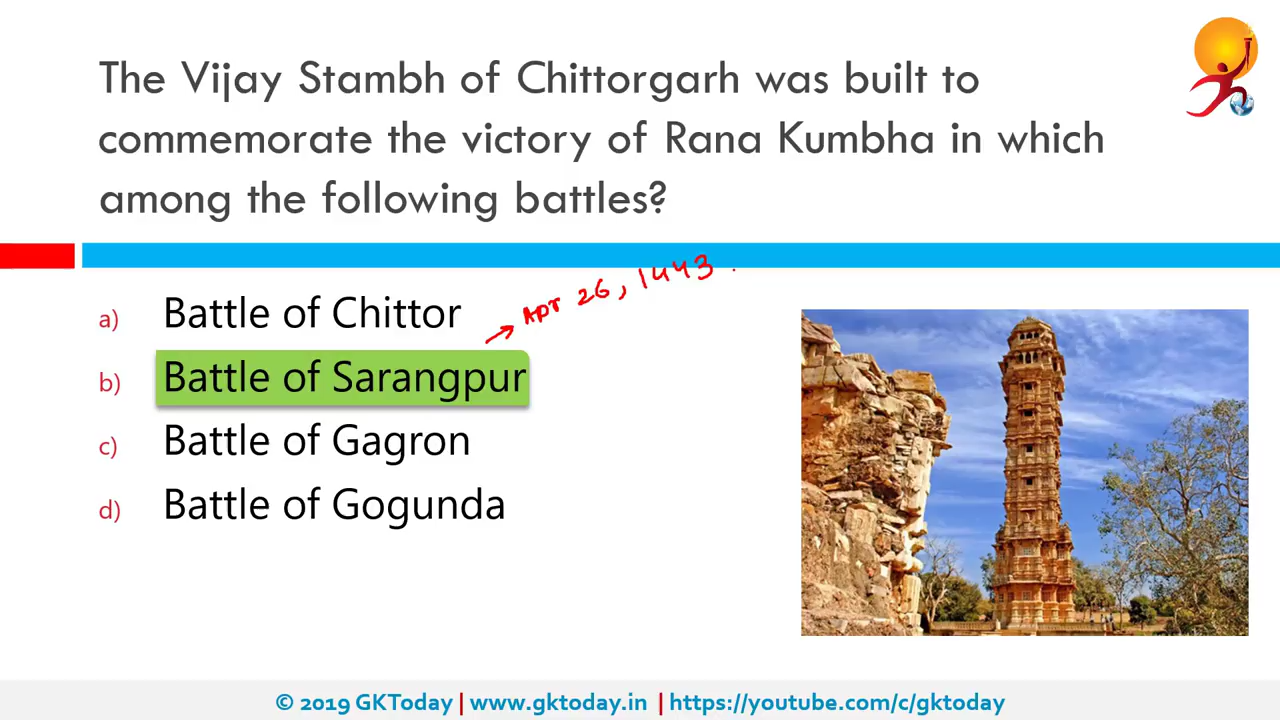 The Vijay Stambh of Chittorgarh was built to
commemorate the victory of Rana Kumbha in which
among the following battles?
a) Battle of Chittor
→ Apr 26, 1443.
b) Battle of Sarangpur
c) Battle of Gagron
d) Battle of Gogunda
© 2019 GKToday | www.gktoday.in | https://youtube.com/c/gktoday